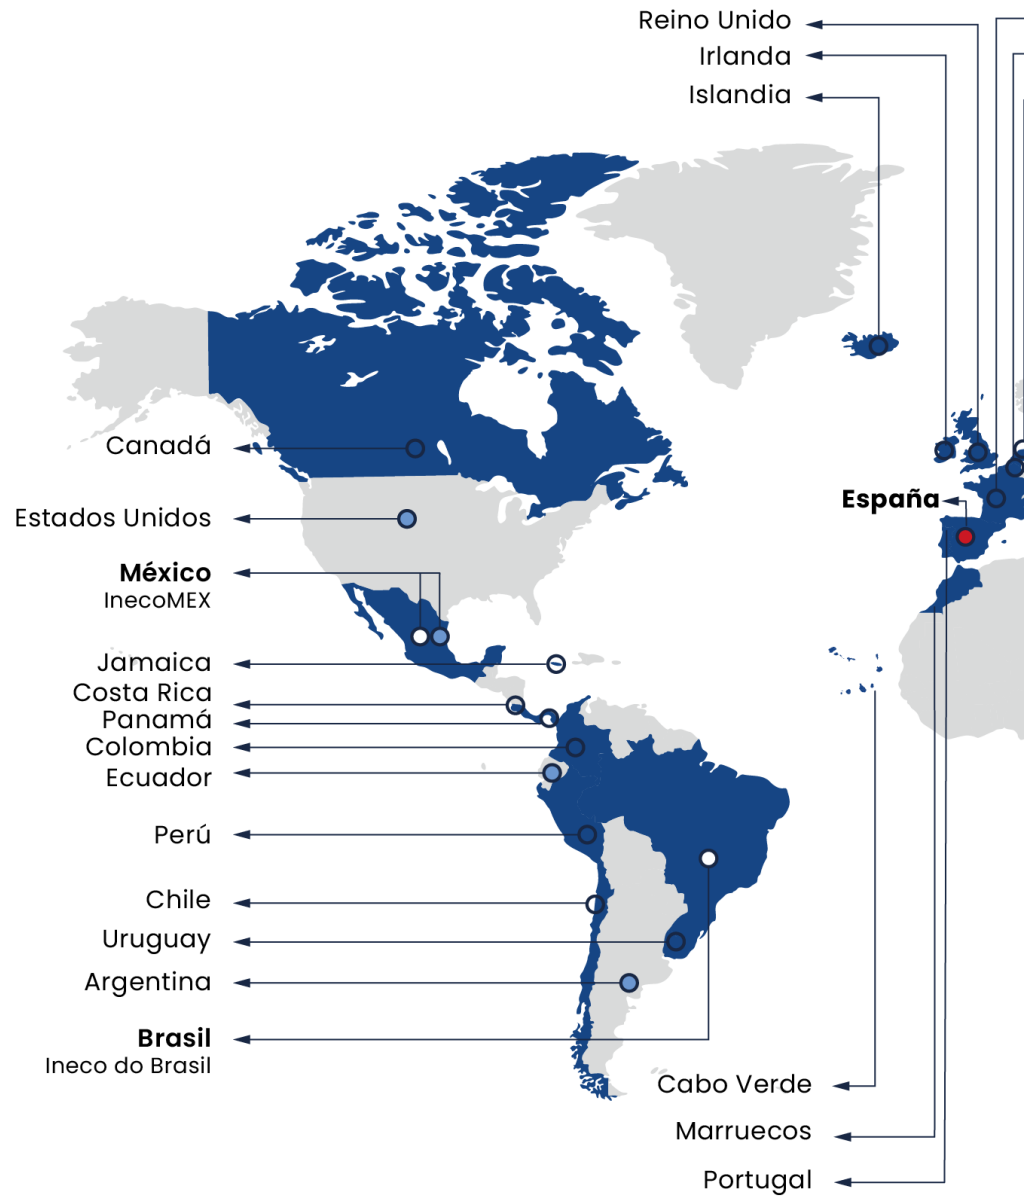 Reino Unido
Irlanda
Islandia
Canadá
España
Estados Unidos
México
InecoMEX
Jamaica
Costa Rica
Panamá
Colombia
Ecuador
Perú
Chile
Uruguay
Argentina
Brasil
Ineco do Brasil
Cabo Verde
Marruecos
Portugal